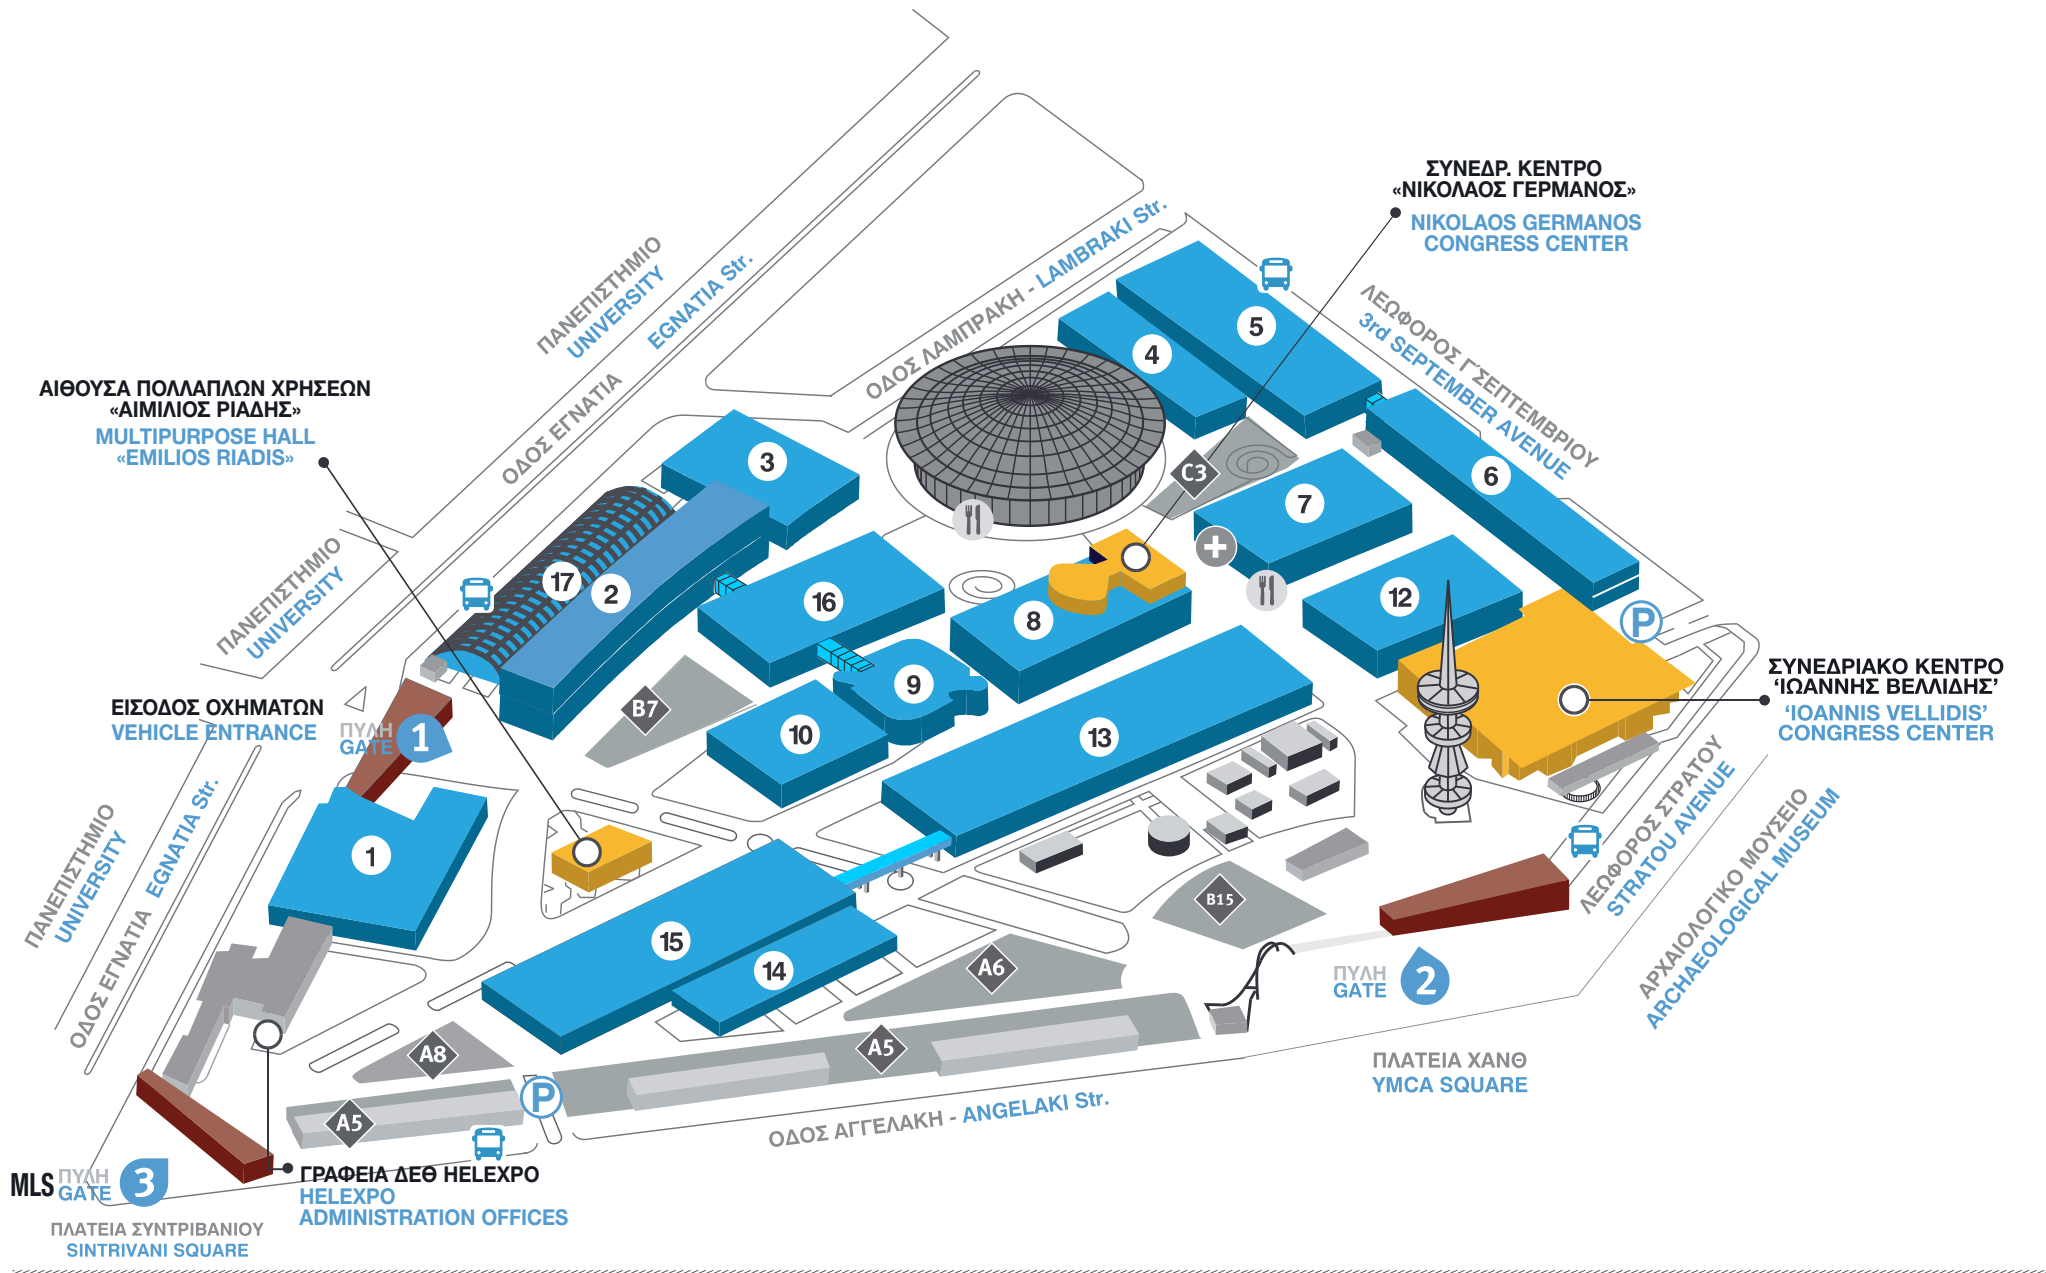 ΣΥΝΕΔΡ. ΚΕΝΤΡΟ
«ΝΙΚΟΛΑΟΣ ΓΕΡΜΑΝΟΣ»
NIKOLAOS GERMANOS
CONGRESS CENTER
ΟΔΟΣ ΛΑΜΠΡΑΚΗ - LAMBRAKI Str.
ΠΑΝΕΠΙΣΤΗΜΙΟ
UNIVERSITY
ΟΔΟΣ ΕΓΝΑΤΙΑ EGNATIA Str.
ΛΕΩΦΟΡΟΣ Γ΄ΣΕΠΤΕΜΒΡΙΟΥ
3rd SEPTEMBER AVENUE
5
4
ΑΙΘΟΥΣΑ ΠΟΛΛΑΠΛΩΝ ΧΡΗΣΕΩΝ
«ΑΙΜΙΛΙΟΣ ΡΙΑΔΗΣ»
MULTIPURPOSE HALL
«EMILIOS RIADIS»
3
C3
6
7
ΠΑΝΕΠΙΣΤΗΜΙΟ
UNIVERSITY
17
2
16
8
12
P
ΣΥΝΕΔΡΙΑΚΟ ΚΕΝΤΡΟ
‘ΙΩΑΝΝΗΣ ΒΕΛΛΙΔΗΣ’
‘IOANNIS VELLIDIS’
CONGRESS CENTER
9
B7
10
13
ΕΙΣΟΔΟΣ ΟΧΗΜΑΤΩΝ
VEHICLE ENTRANCE
ΠΥΛΗ
GATE
1
ΠΑΝΕΠΙΣΤΗΜΙΟ
UNIVERSITY
ΟΔΟΣ ΕΓΝΑΤΙΑ EGNATIA Str.
1
ΛΕΩΦΟΡΟΣ ΣΤΡΑΤΟΥ
STRATOU AVENUE
ΑΡΧΑΙΟΛΟΓΙΚΟ ΜΟΥΣΕΙΟ
ARCHAEOLOGICAL MUSEUM
B15
15
14
A6
ΠΥΛΗ
GATE
2
A8
A5
A5
P
ΠΛΑΤΕΙΑ ΧΑΝΘ
YMCA SQUARE
ΟΔΟΣ ΑΓΓΕΛΑΚΗ - ANGELAKI Str.
MLS
ΠΥΛΗ
GATE
3
ΓΡΑΦΕΙΑ ΔΕΘ HELEXPO
HELEXPO
ADMINISTRATION OFFICES
ΠΛΑΤΕΙΑ ΣΥΝΤΡΙΒΑΝΙΟΥ
SINTRIVANI SQUARE